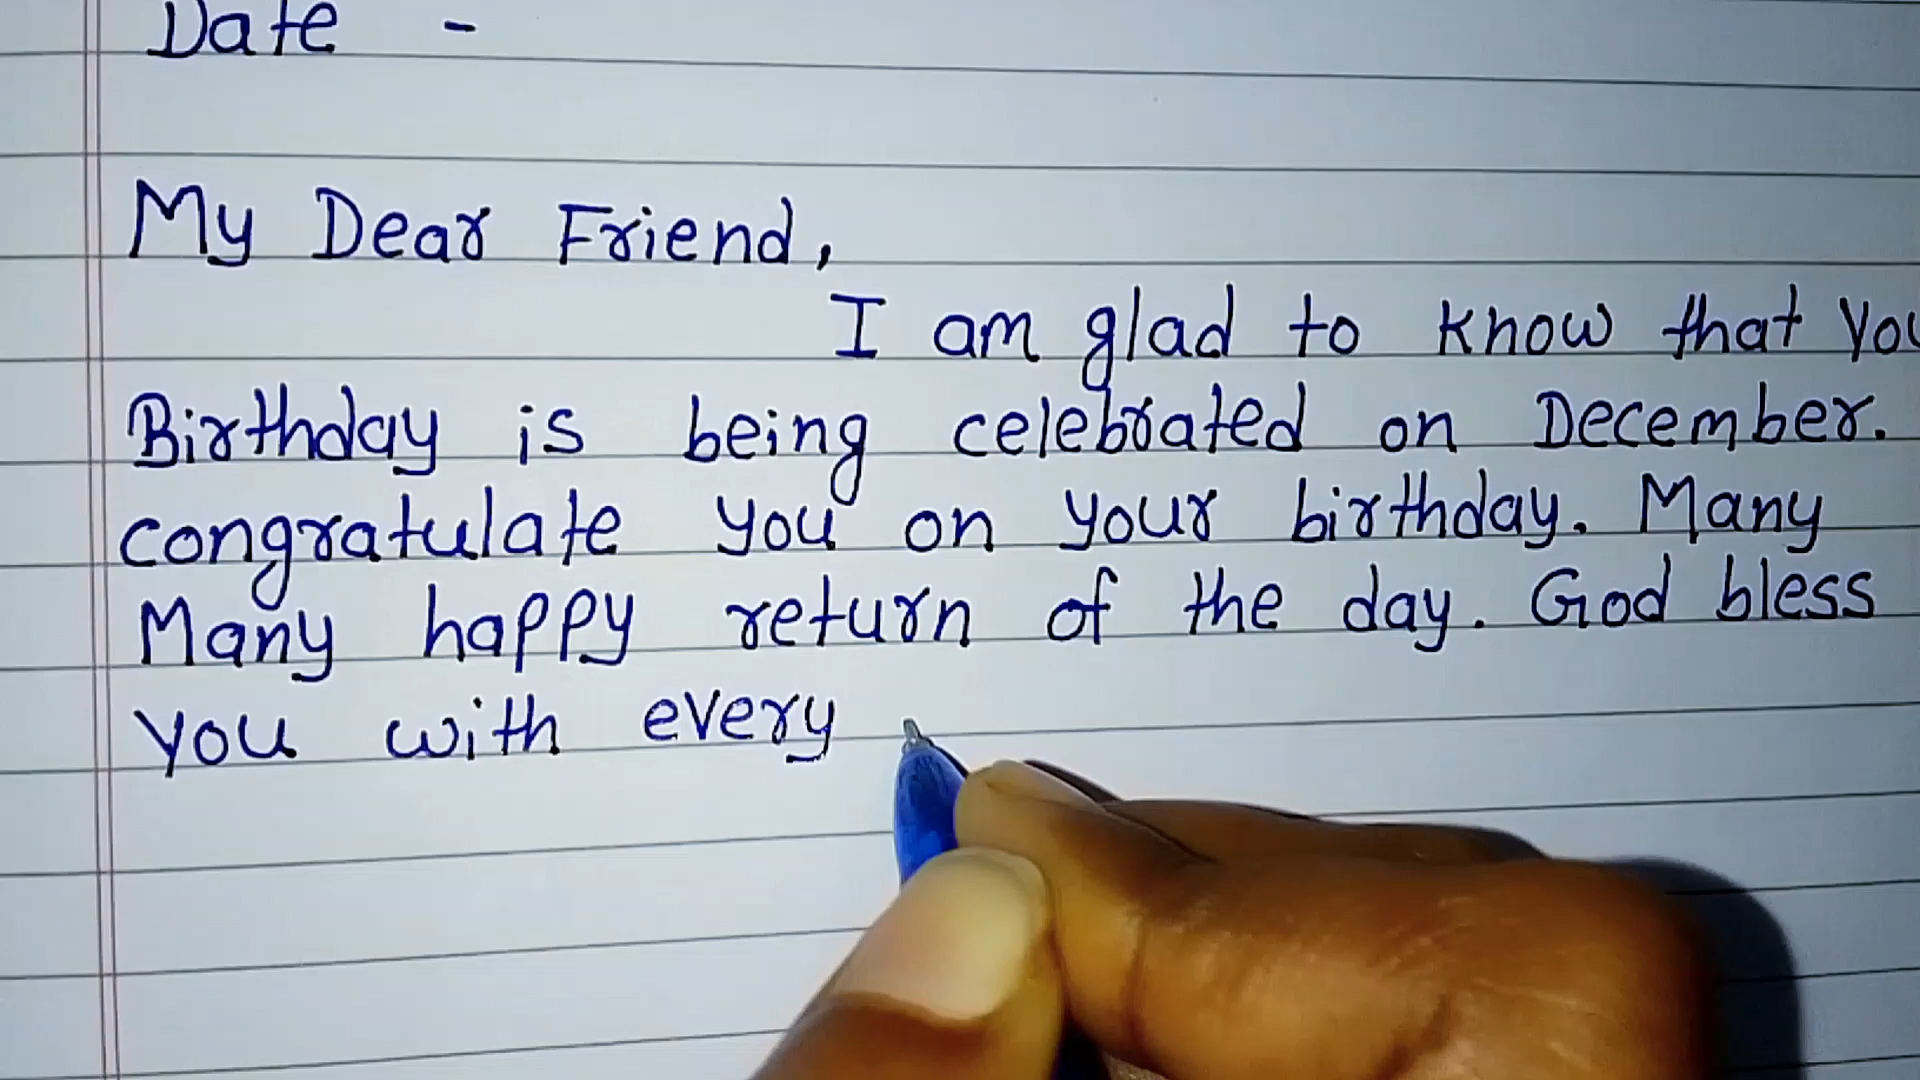 Date -
My Dear Friend,
I am glad to know that You
Birthday is being celebrated on December.
congratulate you on your birthday. Many
Many happy return of the day. God bless
you with every